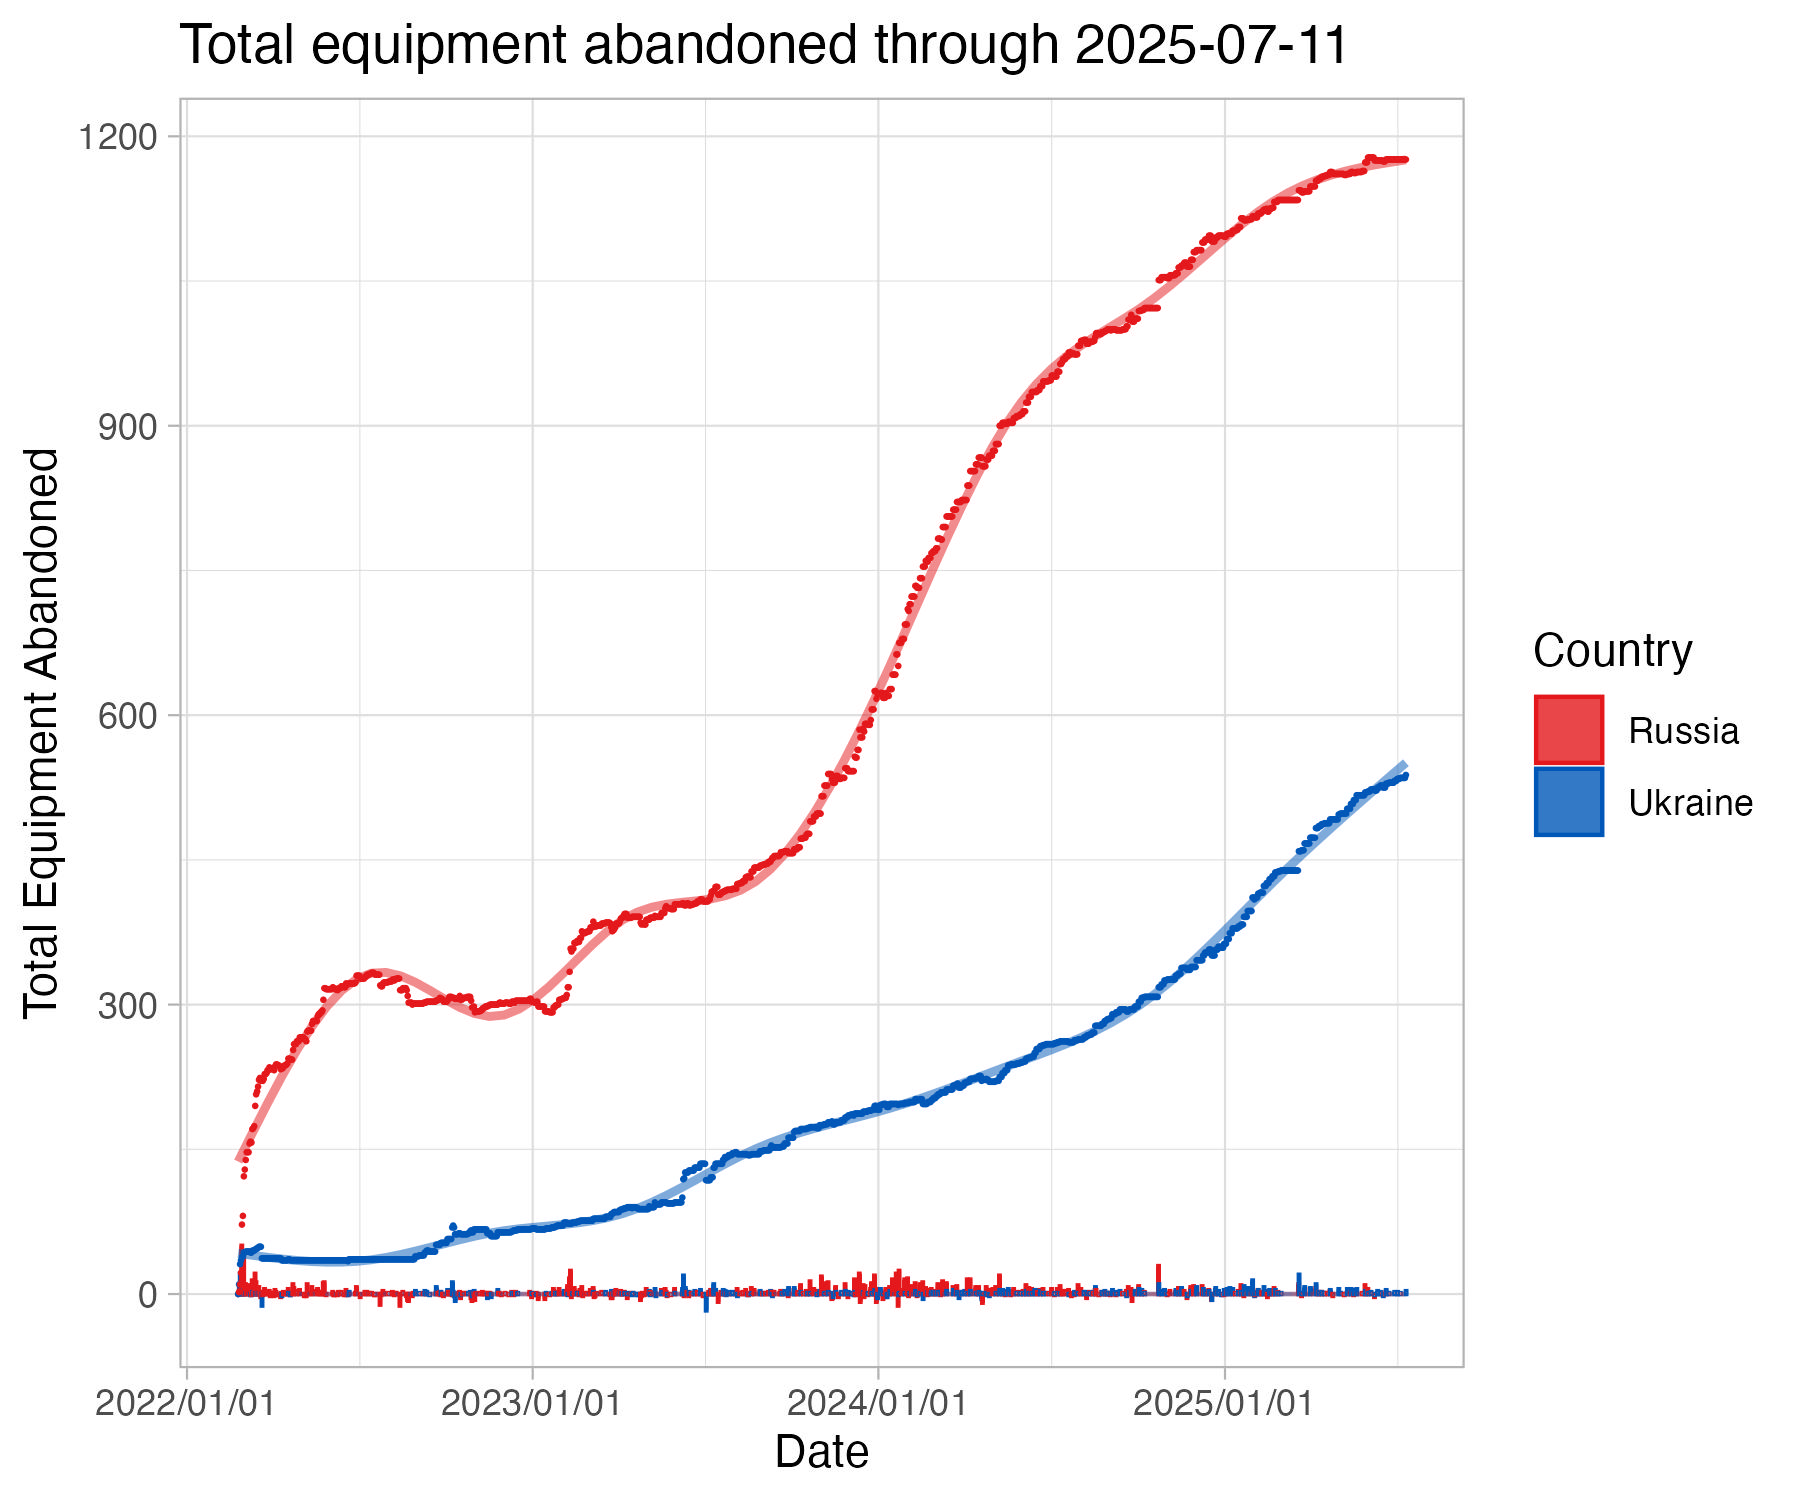 Total equipment abandoned through 2025-07-11
Total Equipment Abandoned
1200
900
600
300
0
2022/01/01
2023/01/01
2024/01/01
2025/01/01
Date
Country
Russia
Ukraine